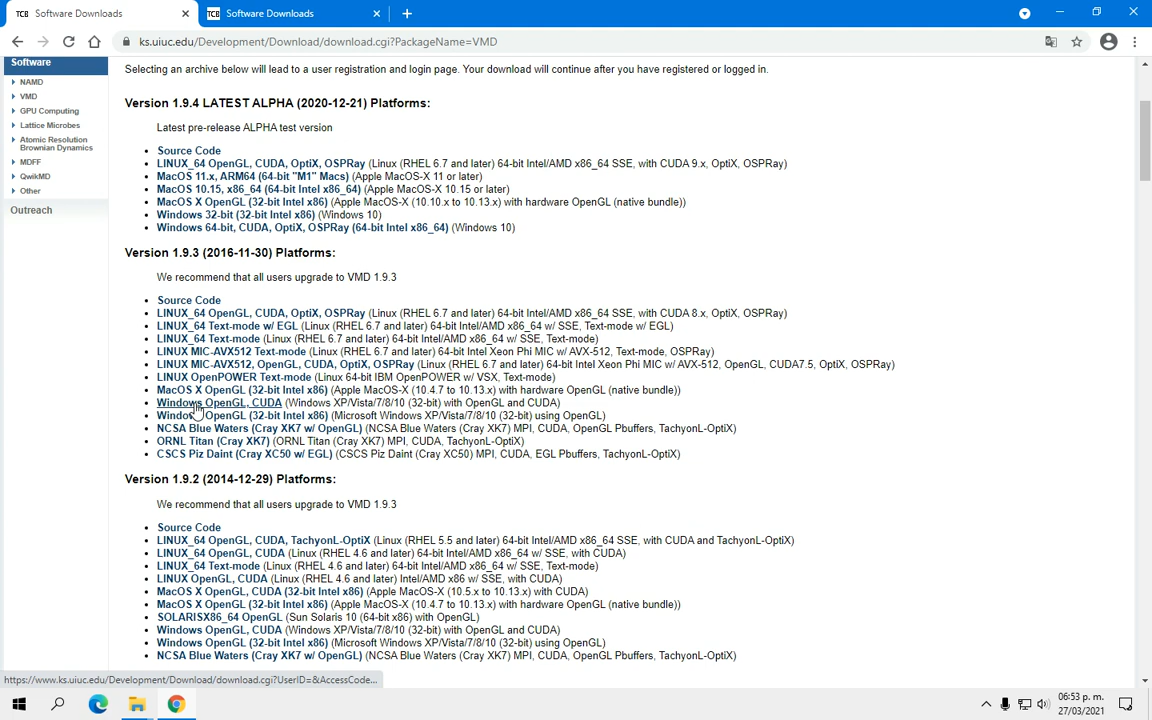 TCB Software Downloads
TCB Software Downloads
ks.uiuc.edu/Development/Download/download.cgi?PackageName=VMD
Software
NAMD
VMD
GPU Computing
Lattice Microbes
Atomic Resolution
Brownian Dynamics
MDFF
QwikMD
Other
Outreach
Selecting an archive below will lead to a user registration and login page. Your download will continue after you have registered or logged in.
Version 1.9.4 LATEST ALPHA (2020-12-21) Platforms:
Latest pre-release ALPHA test version
Source Code
LINUX_64 OpenGL, CUDA, OptiX, OSPRay (Linux (RHEL 6.7 and later) 64-bit Intel/AMD x86_64 SSE, with CUDA 9.x, OptiX, OSPRay)
MacOS 11.x, ARM64 (64-bit "M1" Macs) (Apple MacOS-X 11 or later)
MacOS 10.15, x86_64 (64-bit Intel x86_64) (Apple MacOS-X 10.15 or later)
MacOS X OpenGL (32-bit Intel x86) (Apple MacOS-X (10.10.x to 10.13.x) with hardware OpenGL (native bundle))
Windows 32-bit (32-bit Intel x86) (Windows 10)
Windows 64-bit, CUDA, OptiX, OSPRay (64-bit Intel x86_64) (Windows 10)
Version 1.9.3 (2016-11-30) Platforms:
We recommend that all users upgrade to VMD 1.9.3
Source Code
LINUX_64 OpenGL, CUDA, OptiX, OSPRay (Linux (RHEL 6.7 and later) 64-bit Intel/AMD x86_64 SSE, with CUDA 8.x, OptiX, OSPRay)
LINUX_64 Text-mode w/ EGL (Linux (RHEL 6.7 and later) 64-bit Intel/AMD x86_64 w/ SSE, Text-mode w/ EGL)
LINUX_64 Text-mode (Linux (RHEL 6.7 and later) 64-bit Intel/AMD x86_64 w/ SSE, Text-mode)
LINUX MIC-AVX512 Text-mode (Linux (RHEL 6.7 and later) 64-bit Intel Xeon Phi MIC w/ AVX-512, Text-mode, OSPRay)
LINUX MIC-AVX512, OpenGL, CUDA, OptiX, OSPRay (Linux (RHEL 6.7 and later) 64-bit Intel Xeon Phi MIC w/ AVX-512, OpenGL, CUDA7.5, OptiX, OSPRay)
LINUX OpenPOWER Text-mode (Linux 64-bit IBM OpenPOWER w/ VSX, Text-mode)
MacOS X OpenGL (32-bit Intel x86) (Apple MacOS-X (10.4.7 to 10.13.x) with hardware OpenGL (native bundle))
Windows OpenGL, CUDA (Windows XP/Vista/7/8/10 (32-bit) with OpenGL and CUDA)
Windows OpenGL (32-bit Intel x86) (Microsoft Windows XP/Vista/7/8/10 (32-bit) using OpenGL)
NCSA Blue Waters (Cray XK7 w/ OpenGL) (NCSA Blue Waters (Cray XK7) MPI, CUDA, OpenGL Pbuffers, TachyonL-OptiX)
ORNL Titan (Cray XK7) (ORNL Titan (Cray XK7) MPI, CUDA, TachyonL-OptiX)
CSCS Piz Daint (Cray XC50 w/ EGL) (CSCS Piz Daint (Cray XC50) MPI, CUDA, EGL Pbuffers, TachyonL-OptiX)
Version 1.9.2 (2014-12-29) Platforms:
We recommend that all users upgrade to VMD 1.9.3
Source Code
LINUX_64 OpenGL, CUDA, TachyonL-OptiX (Linux (RHEL 5.5 and later) 64-bit Intel/AMD x86_64 SSE, with CUDA and TachyonL-OptiX)
LINUX_64 OpenGL, CUDA (Linux (RHEL 4.6 and later) 64-bit Intel/AMD x86_64 w/ SSE, with CUDA)
LINUX_64 Text-mode (Linux (RHEL 4.6 and later) 64-bit Intel/AMD x86_64 w/ SSE, Text-mode)
LINUX OpenGL, CUDA (Linux (RHEL 4.6 and later) Intel/AMD x86 w/ SSE, with CUDA)
MacOS X OpenGL, CUDA (32-bit Intel x86) (Apple MacOS-X (10.5.x to 10.13.x) with CUDA)
MacOS X OpenGL (32-bit Intel x86) (Apple MacOS-X (10.4.7 to 10.13.x) with hardware OpenGL (native bundle))
SOLARISX86_64 OpenGL (Sun Solaris 10 (64-bit x86) with OpenGL)
Windows OpenGL, CUDA (Windows XP/Vista/7/8/10 (32-bit) with OpenGL and CUDA)
Windows OpenGL (32-bit Intel x86) (Microsoft Windows XP/Vista/7/8/10 (32-bit) using OpenGL)
NCSA Blue Waters (Cray XK7 w/ OpenGL) (NCSA Blue Waters (Cray XK7) MPI, CUDA, OpenGL Pbuffers, TachyonL-OptiX)
https://www.ks.uiuc.edu/Development/Download/download.cgi?UserID=&AccessCode...
06:53 p. m.
27/03/2021